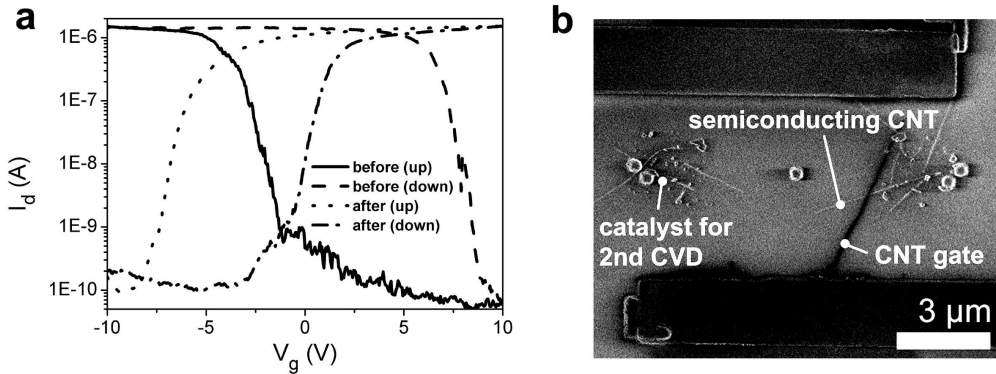 a
1E-6
1E-7
1E-8
1E-9
1E-10
I_d (A)
before (up)
before (down)
after (up)
after (down)
-10
-5
0
5
10
V_g (V)
b
semiconducting CNT
catalyst for
2nd CVD
CNT gate
3 µm